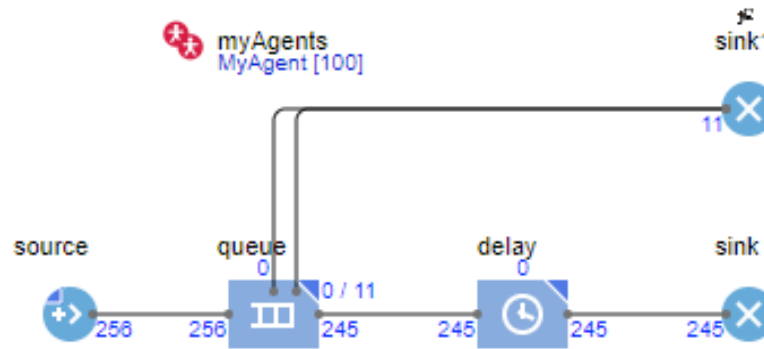 myAgents
MyAgent [100]
sink1
11
source
queue
delay
sink
0
0
0 / 11
256
256
245
245
245
245